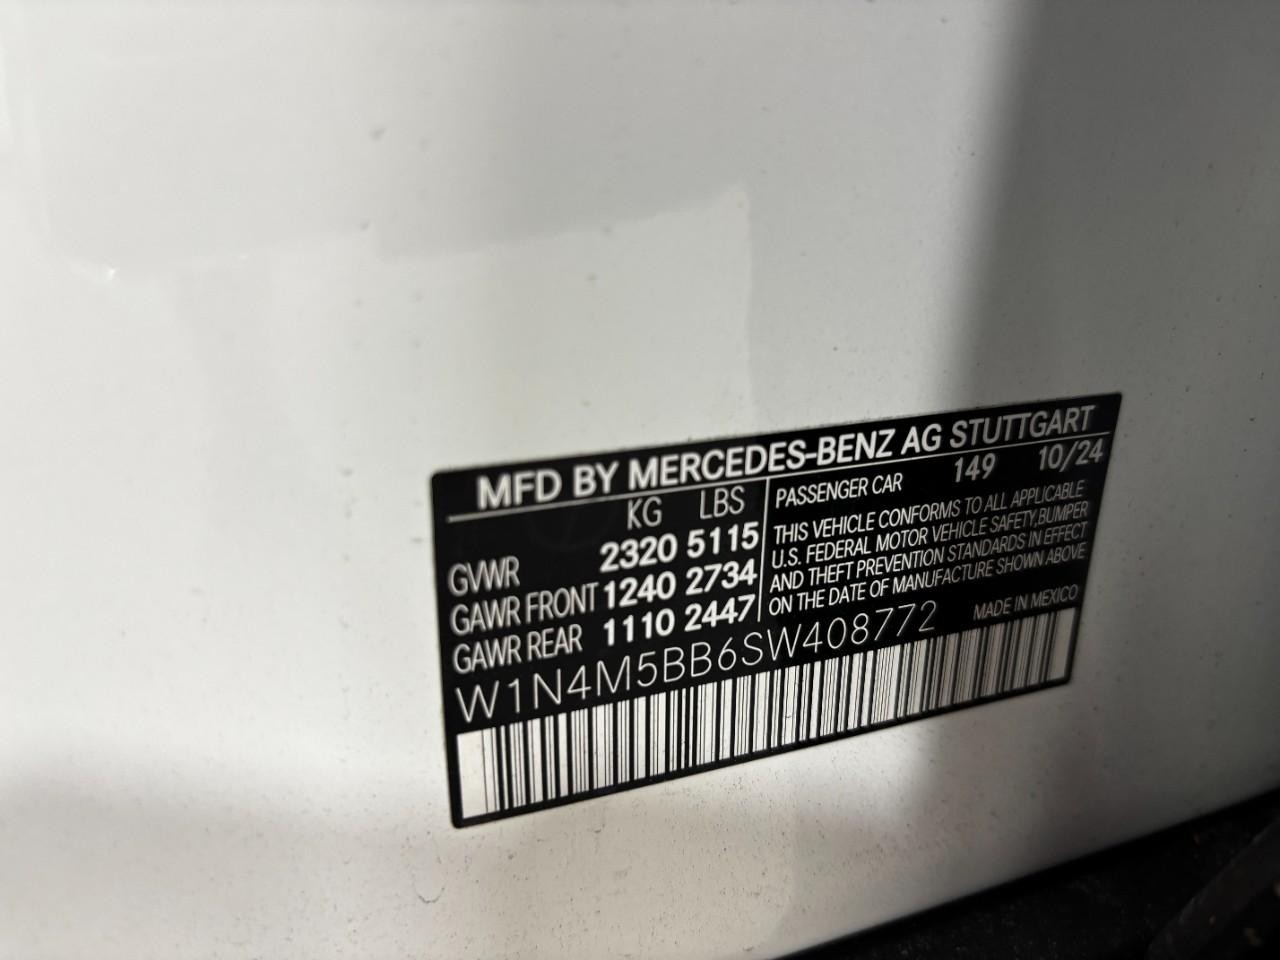 MFD BY MERCEDES-BENZ AG STUTTGART
KG LBS
GVWR 2320 5115
GAWR FRONT 1240 2734
GAWR REAR 1110 2447
PASSENGER CAR 149 10/24
THIS VEHICLE CONFORMS TO ALL APPLICABLE
U.S. FEDERAL MOTOR VEHICLE SAFETY,BUMPER
AND THEFT PREVENTION STANDARDS IN EFFECT
ON THE DATE OF MANUFACTURE SHOWN ABOVE
W1N4M5BB6SW408772 MADE IN MEXICO